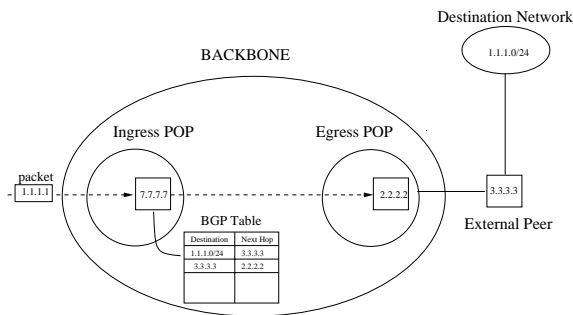 Destination Network
1.1.1.0/24
BACKBONE
Ingress POP
Egress POP
packet
1.1.1.1
7.7.7.7
2.2.2.2
3.3.3.3
External Peer
BGP Table
Destination Next Hop
1.1.1.0/24 3.3.3.3
3.3.3.3 2.2.2.2